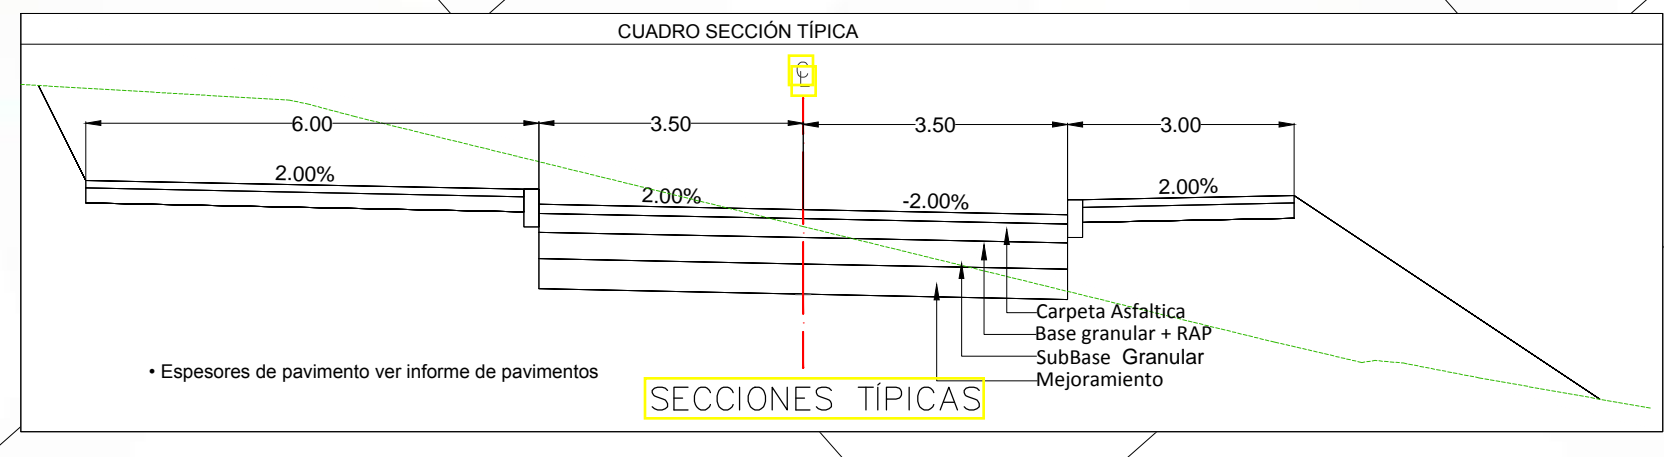 CUADRO SECCIÓN TÍPICA
CL
6.00 3.50 3.50 3.00
2.00% 2.00% -2.00% 2.00%
Carpeta Asfaltica
Base granular + RAP
SubBase Granular
Mejoramiento
• Espesores de pavimento ver informe de pavimentos
SECCIONES TÍPICAS